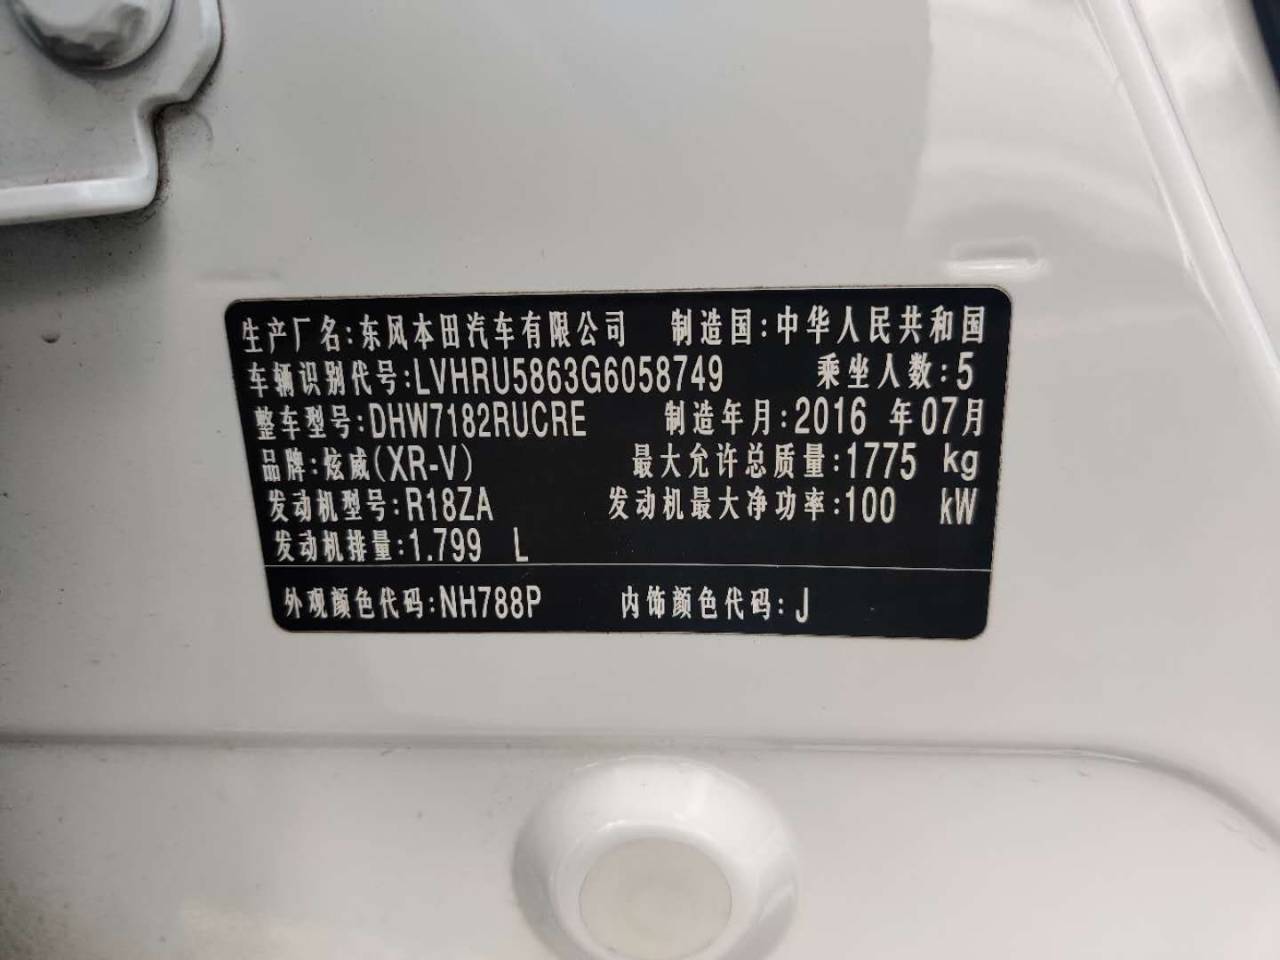 生产厂名:东风本田汽车有限公司 制造国:中华人民共和国
车辆识别代号:LVHRU5863G6058749 乘坐人数:5
整车型号:DHW7182RUCRE 制造年月:2016 年07月
品牌:炫威(XR-V) 最大允许总质量:1775 kg
发动机型号:R18ZA 发动机最大净功率:100 kW
发动机排量:1.799 L
外观颜色代码:NH788P 内饰颜色代码:J